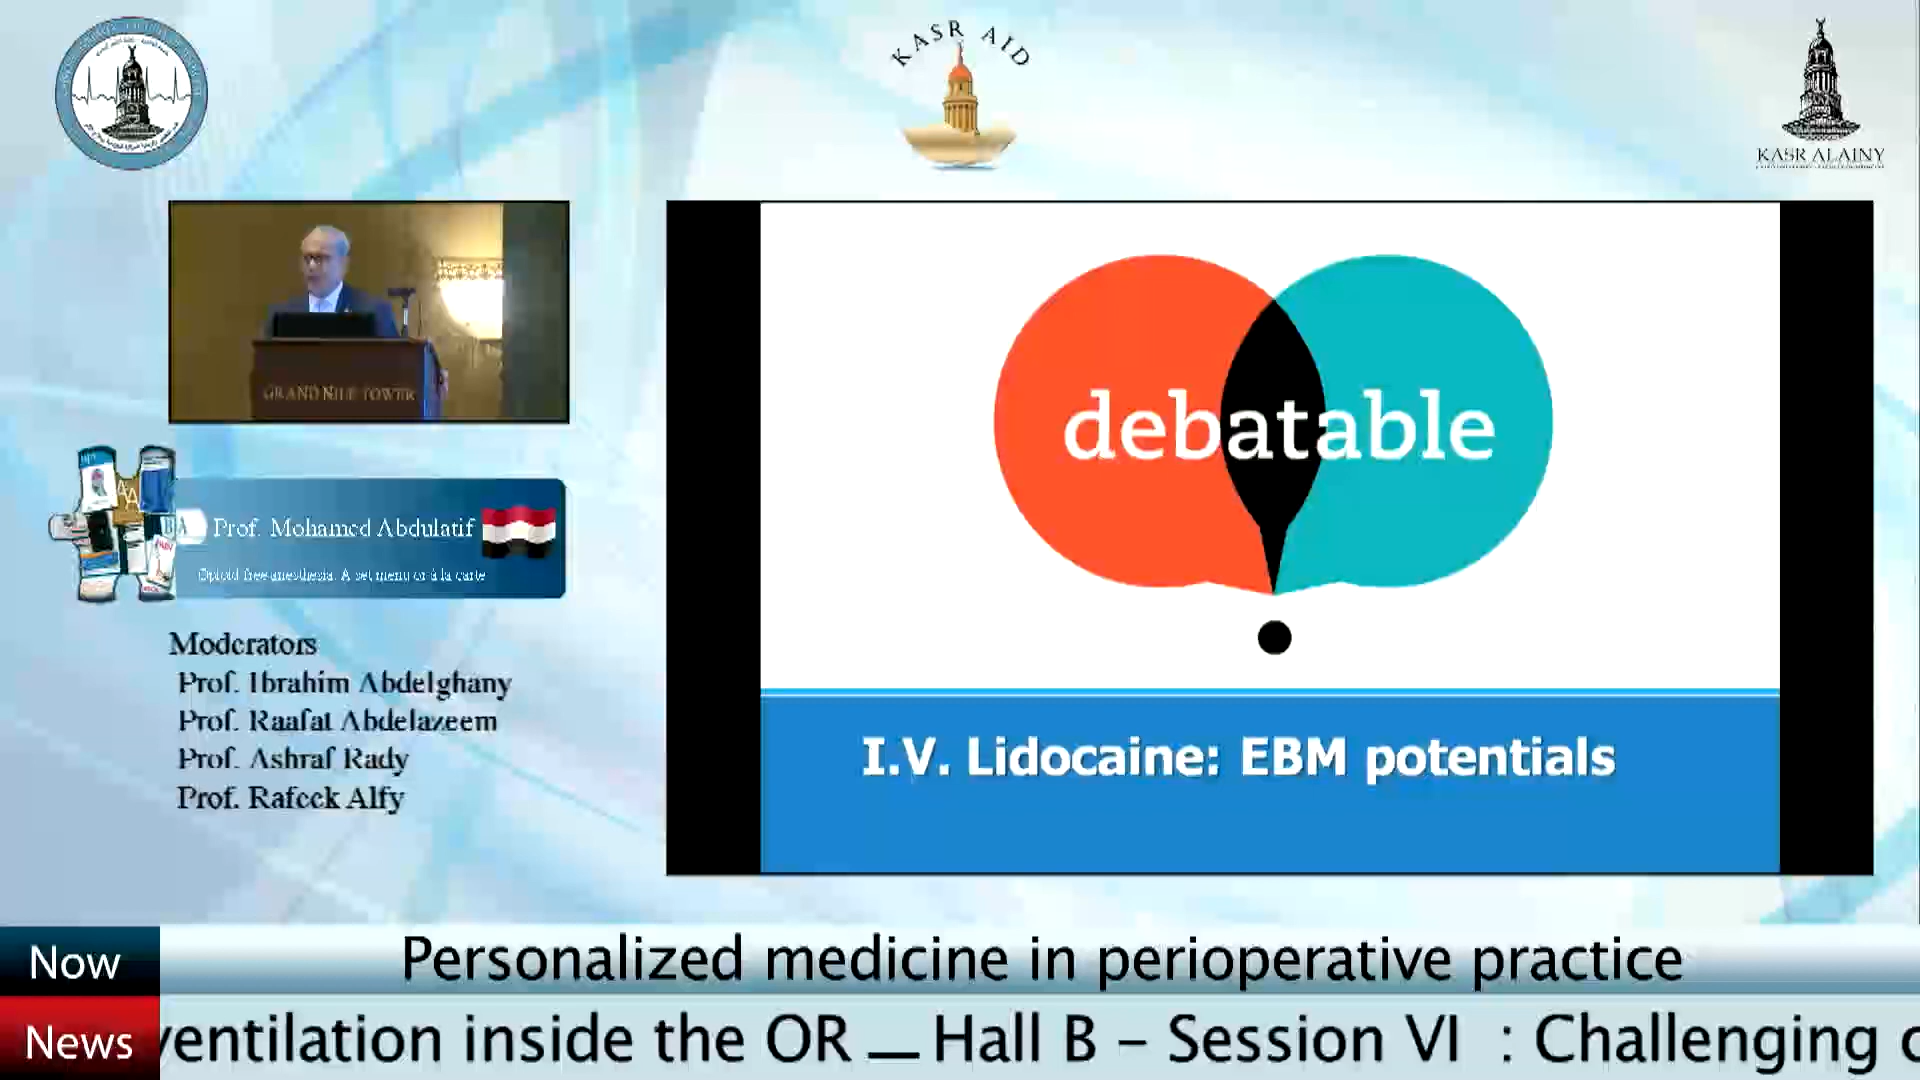 KASR AID
KASR ALAINY
GRAND NILE TOWER
Prof. Mohamed Abdulatif
Opioid free anesthesia: A set menu or à la carte
Moderators
Prof. Ibrahim Abdelghany
Prof. Raafat Abdelazeem
Prof. Ashraf Rady
Prof. Rafeek Alfy
debatable
I.V. Lidocaine: EBM potentials
Now
Personalized medicine in perioperative practice
News
ventilation inside the OR — Hall B – Session VI : Challenging